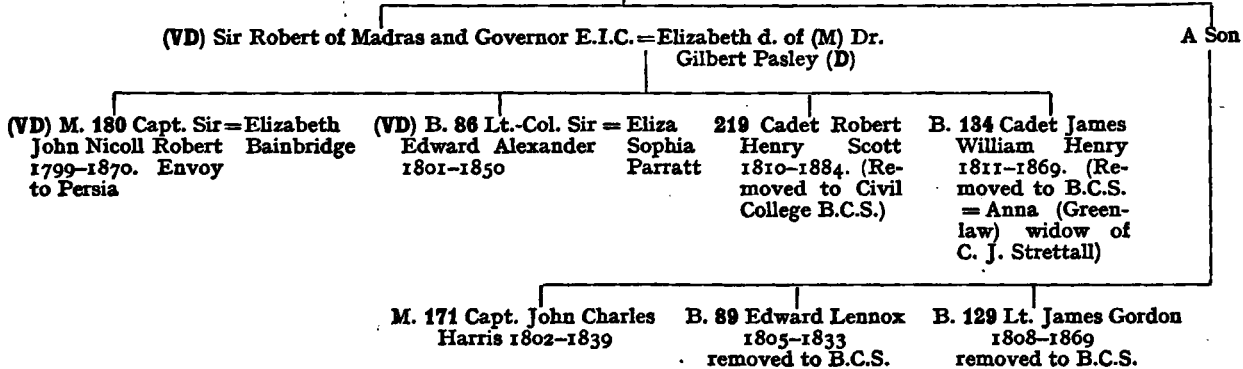 (VD) Sir Robert of Madras and Governor E.I.C.=Elizabeth d. of (M) Dr.
Gilbert Pasley (D)
A Son
(VD) M. 180 Capt. Sir=Elizabeth
John Nicoll Robert Bainbridge
1799-1870. Envoy
to Persia
(VD) B. 86 Lt.-Col. Sir = Eliza
Edward Alexander Sophia
1801-1850 Parratt
219 Cadet Robert
Henry Scott
1810-1884. (Re-
moved to Civil
College B.C.S.)
B. 134 Cadet James
William Henry
1811-1869. (Re-
moved to B.C.S.
= Anna (Green-
law) widow of
C. J. Strettall)
M. 171 Capt. John Charles
Harris 1802-1839
B. 89 Edward Lennox
1805-1833
removed to B.C.S.
B. 129 Lt. James Gordon
1808-1869
removed to B.C.S.